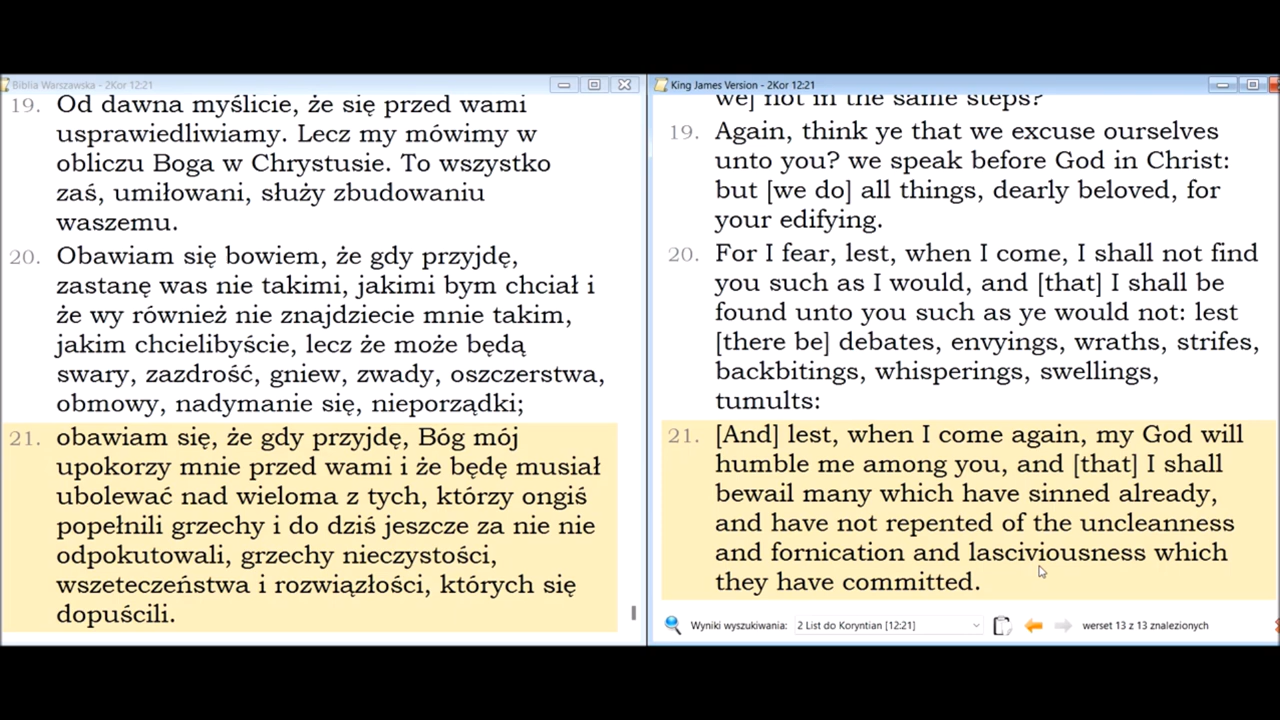 Biblia Warszawska - 2Kor 12:21
19. Od dawna myślicie, że się przed wami
usprawiedliwiamy. Lecz my mówimy w
obliczu Boga w Chrystusie. To wszystko
zaś, umiłowani, służy zbudowaniu
waszemu.
20. Obawiam się bowiem, że gdy przyjdę,
zastanę was nie takimi, jakimi bym chciał i
że wy również nie znajdziecie mnie takim,
jakim chcielibyście, lecz że może będą
swary, zazdrość, gniew, zwady, oszczerstwa,
obmowy, nadymanie się, nieporządki;
21. obawiam się, że gdy przyjdę, Bóg mój
upokorzy mnie przed wami i że będę musiał
ubolewać nad wieloma z tych, którzy ongiś
popełnili grzechy i do dziś jeszcze za nie nie
odpokutowali, grzechy nieczystości,
wszeteczeństwa i rozwiązłości, których się
dopuścili.
King James Version - 2Kor 12:21
we] not in the same steps?
19. Again, think ye that we excuse ourselves
unto you? we speak before God in Christ:
but [we do] all things, dearly beloved, for
your edifying.
20. For I fear, lest, when I come, I shall not find
you such as I would, and [that] I shall be
found unto you such as ye would not: lest
[there be] debates, envyings, wraths, strifes,
backbitings, whisperings, swellings,
tumults:
21. [And] lest, when I come again, my God will
humble me among you, and [that] I shall
bewail many which have sinned already,
and have not repented of the uncleanness
and fornication and lasciviousness which
they have committed.
Wyniki wyszukiwania: 2 List do Koryntian [12:21] werset 13 z 13 znalezionych